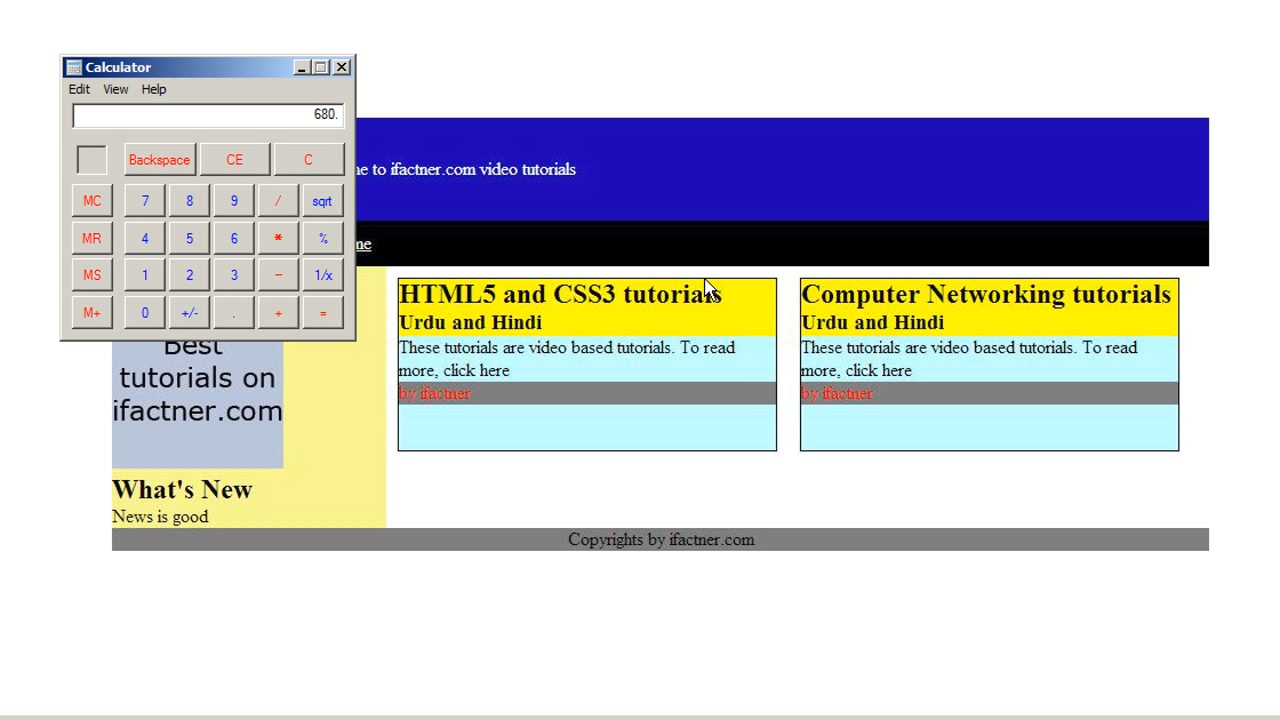 Calculator
Edit View Help
680.
Backspace CE C
MC 7 8 9 / sqrt
MR 4 5 6 * %
MS 1 2 3 - 1/x
M+ 0 +/- . + =
to ifactner.com video tutorials
HTML5 and CSS3 tutorials
Urdu and Hindi
These tutorials are video based tutorials. To read
more, click here
by ifactner
Computer Networking tutorials
Urdu and Hindi
These tutorials are video based tutorials. To read
more, click here
by ifactner
Best
tutorials on
ifactner.com
What's New
News is good
Copyrights by ifactner.com